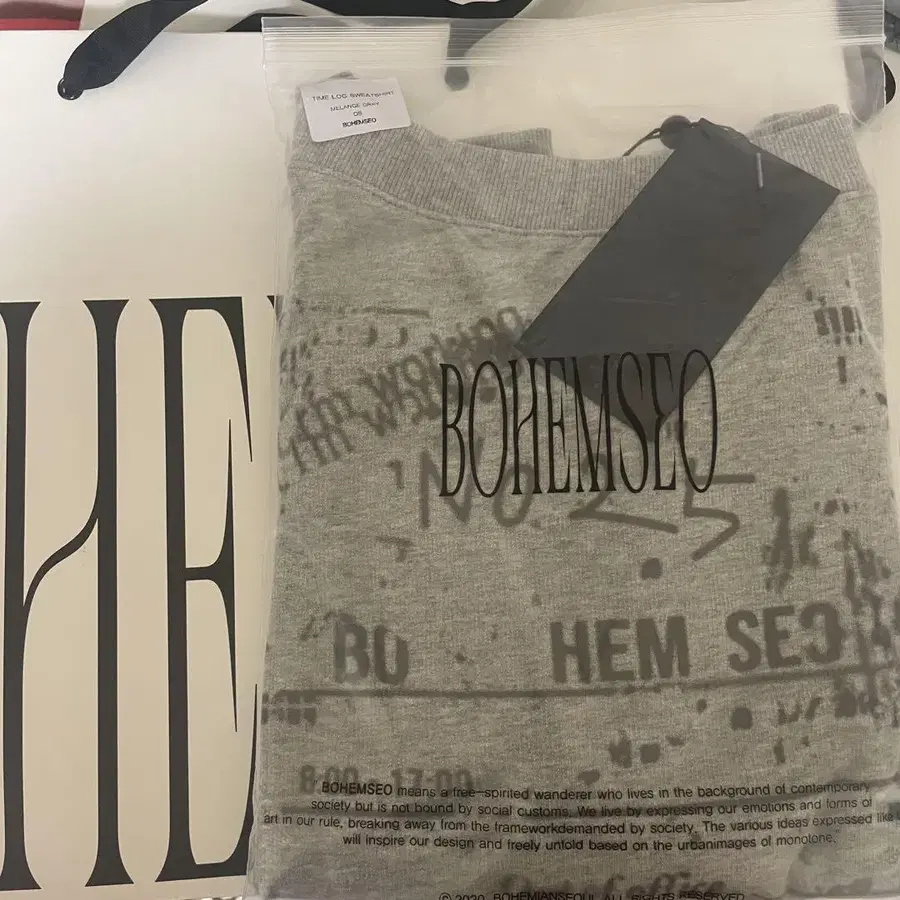 TIME LOG SWEATSHIRT
MELANGE GRAY
OS
BOHEMSEO
HE
BOHEMSEO
No 25
BO HEM SEO
8:00 - 17:00
" BOHEMSEO means a free-spirited wanderer who lives in the background of contemporary
society but is not bound by social customs. We live by expressing our emotions and forms of
art in our rule, breaking away from the frameworkdemanded by society. The various ideas expressed like
will inspire our design and freely untold based on the urbanimages of monotone."
© 2020. BOHEMIANSEOUL ALL RIGHTS RESERVED